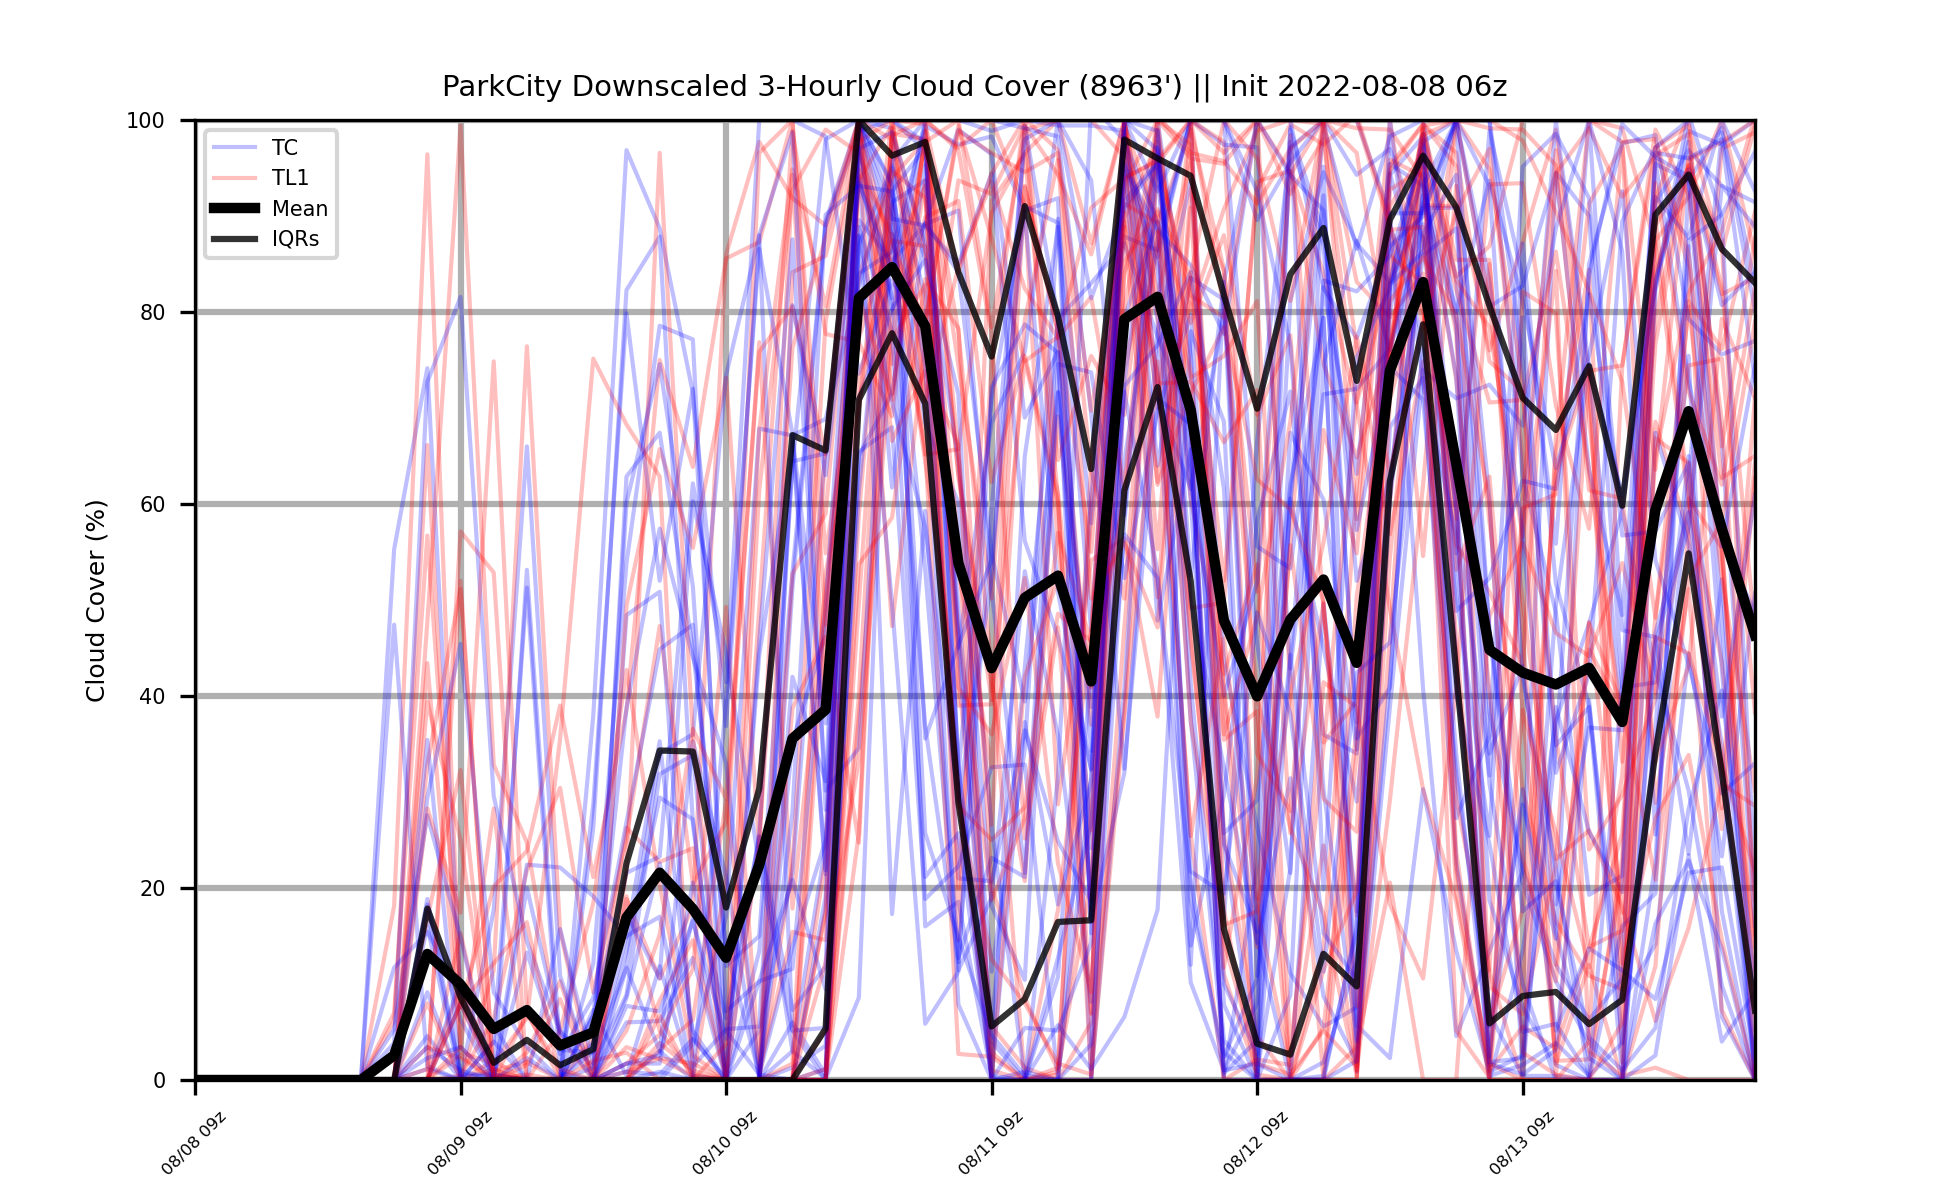 ParkCity Downscaled 3-Hourly Cloud Cover (8963') || Init 2022-08-08 06z
TC
TL1
Mean
IQRs
Cloud Cover (%)
100
80
60
40
20
0
08/08 09z
08/09 09z
08/10 09z
08/11 09z
08/12 09z
08/13 09z